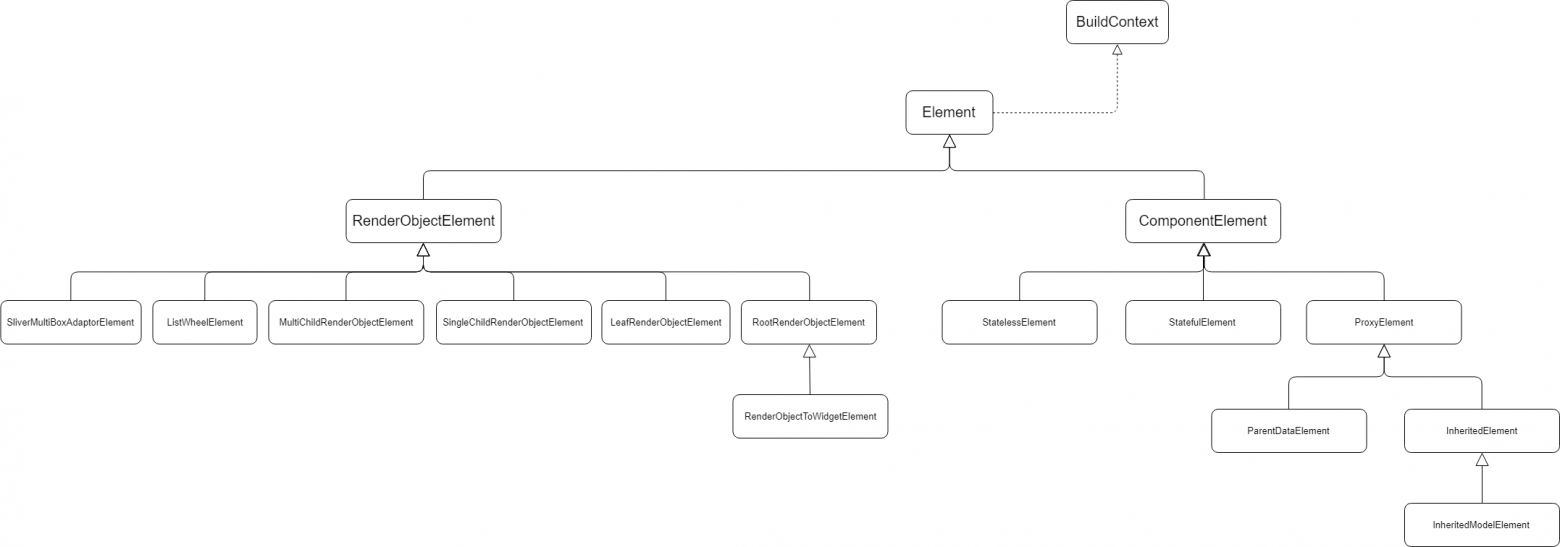 BuildContext
Element
RenderObjectElement
ComponentElement
SliverMultiBoxAdaptorElement
ListWheelElement
MultiChildRenderObjectElement
SingleChildRenderObjectElement
LeafRenderObjectElement
RootRenderObjectElement
StatelessElement
StatefulElement
ProxyElement
RenderObjectToWidgetElement
ParentDataElement
InheritedElement
InheritedModelElement